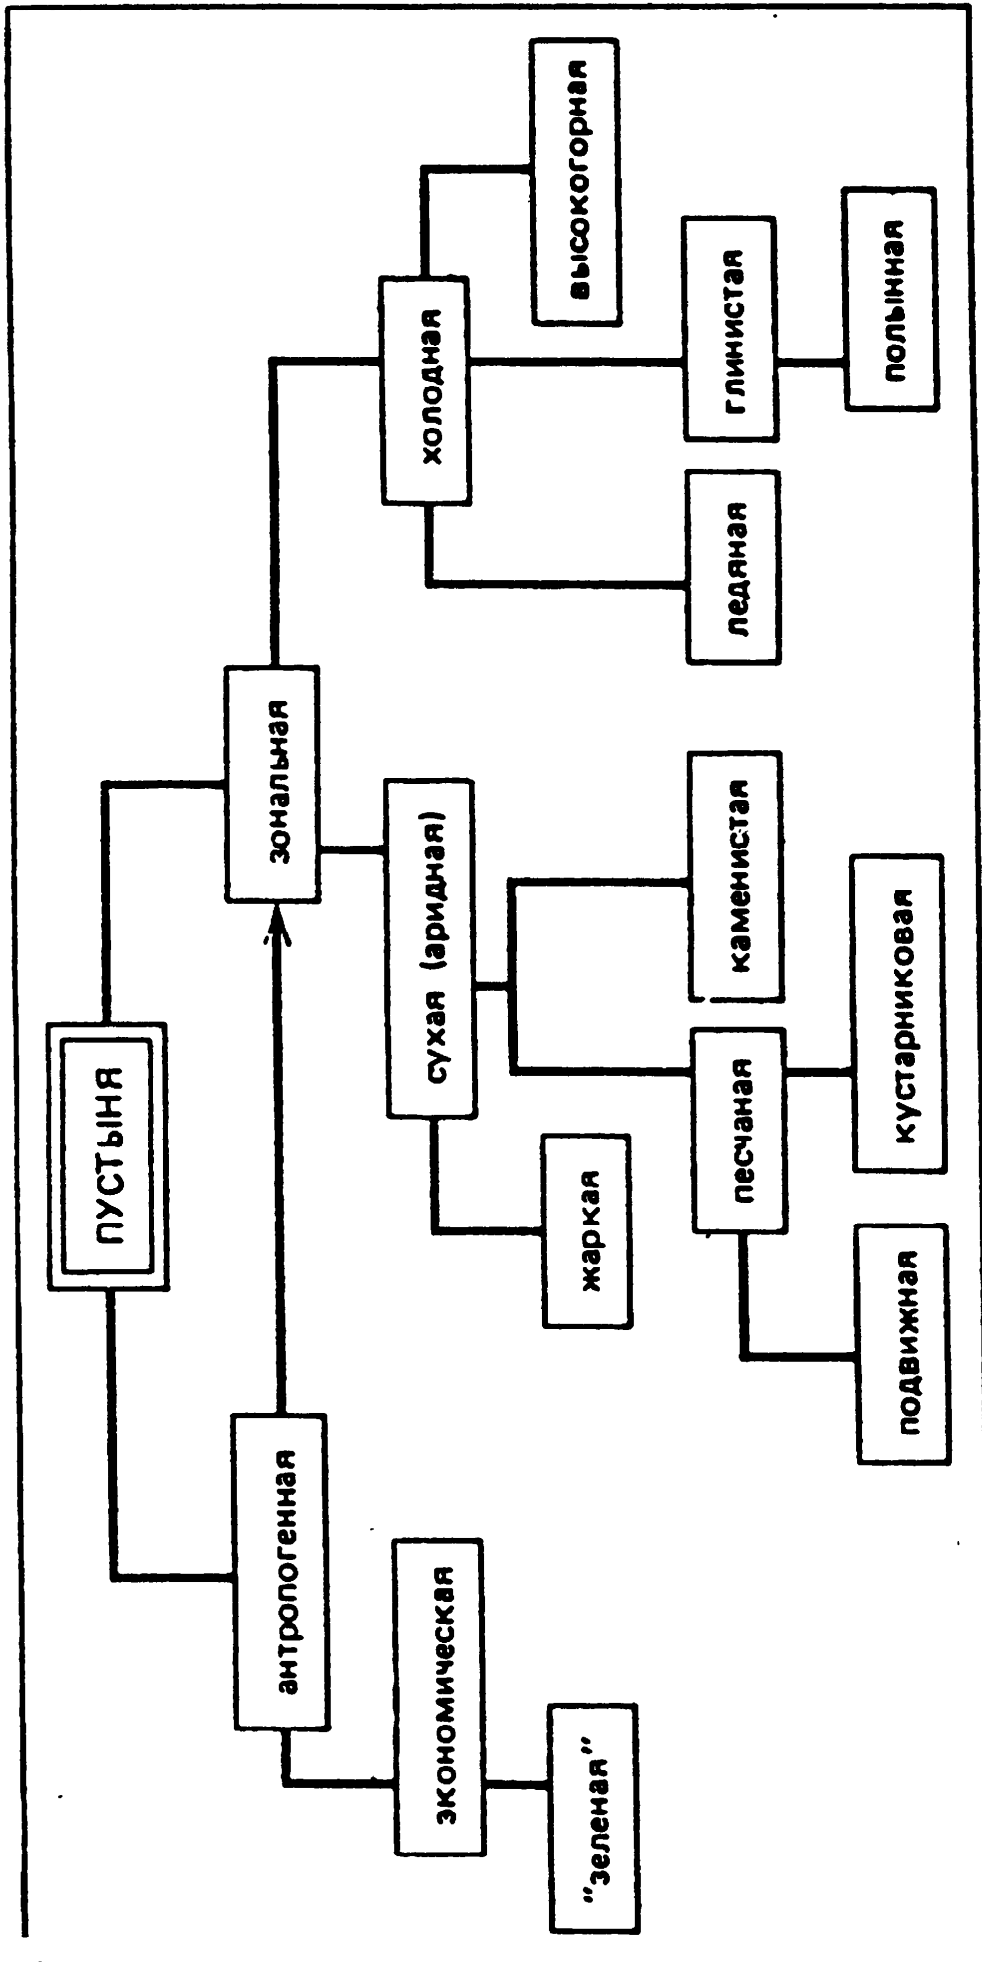 ПУСТЫНЯ
антропогенная
зональная
экономическая
сухая (аридная)
холодная
"зеленая"
жаркая
высокогорная
песчаная
каменистая
ледяная
глинистая
подвижная
кустарниковая
полынная